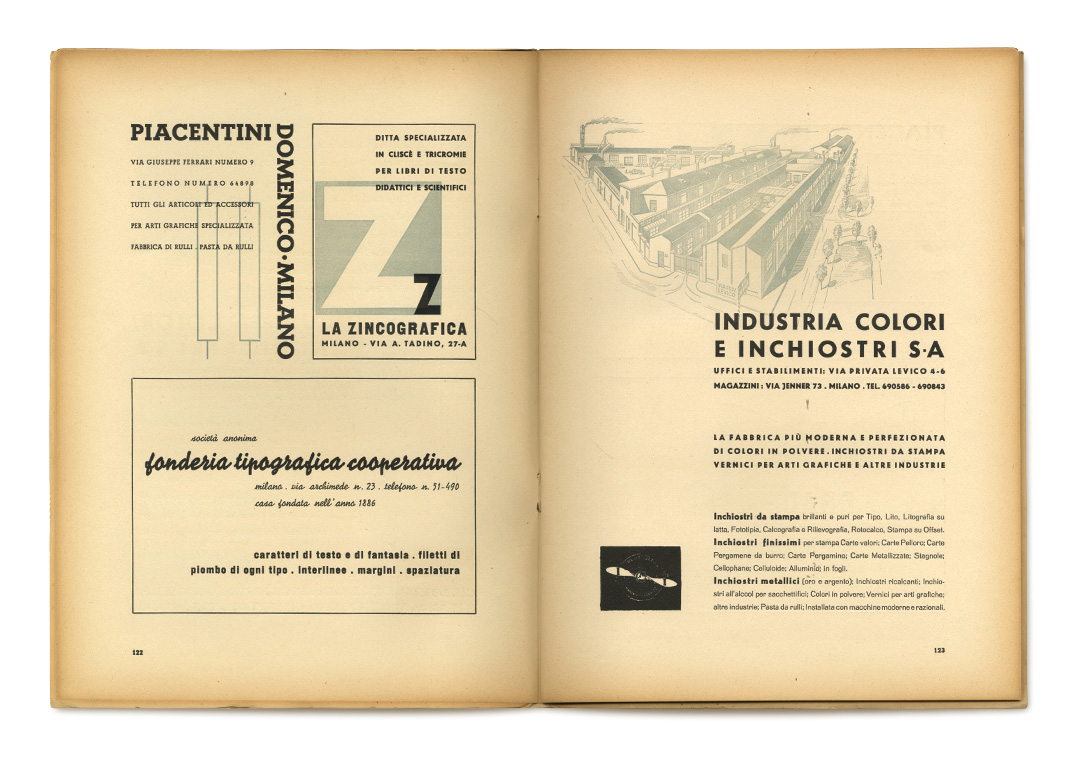 PIACENTINI
DOMENICO · MILANO
VIA GIUSEPPE FERRARI NUMERO 9
TELEFONO NUMERO 64898
TUTTI GLI ARTICOLI ED ACCESSORI
PER ARTI GRAFICHE SPECIALIZZATA
FABBRICA DI RULLI . PASTA DA RULLI
DITTA SPECIALIZZATA
IN CLISCÈ E TRICROMIE
PER LIBRI DI TESTO
DIDATTICI E SCIENTIFICI
Z
Z
LA ZINCOGRAFICA
MILANO - VIA A. TADINO, 27-A
società anonima
fonderia tipografica cooperativa
milano . via archimede n. 23 . telefono n. 51-490
casa fondata nell'anno 1886
caratteri di testo e di fantasia . filetti di
piombo di ogni tipo . interlinee . margini . spaziatura
122
INDUSTRIA COLORI
E INCHIOSTRI S·A
UFFICI E STABILIMENTI: VIA PRIVATA LEVICO 4-6
MAGAZZINI: VIA JENNER 73 . MILANO . TEL. 690586 - 690843
LA FABBRICA PIÙ MODERNA E PERFEZIONATA
DI COLORI IN POLVERE . INCHIOSTRI DA STAMPA
VERNICI PER ARTI GRAFICHE E ALTRE INDUSTRIE
Inchiostri da stampa brillanti e puri per Tipo, Lito, Litografia su
latta, Fototipia, Calcografia o Rilievografia, Rotocalco, Stampa su Offset.
Inchiostri finissimi per stampa Carte valori; Carte Pelloro; Carte
Pergamene da burro; Carte Pergamino; Carte Metallizzate; Stagnole;
Cellophane; Celluloide; Alluminio; in fogli.
Inchiostri metallici (oro e argento); Inchiostri ricalcanti; Inchio-
stri all'alcool per sacchettifici; Colori in polvere; Vernici per arti grafiche;
altre industrie; Pasta da rulli; Installata con macchine moderne e razionali.
123